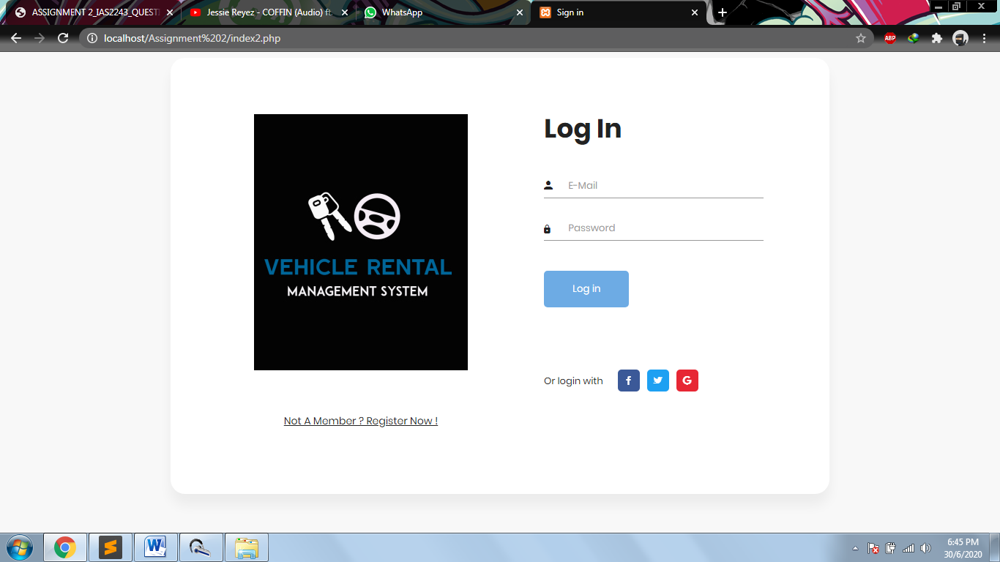 ASSIGNMENT 2_IAS2243_QUESTI
Jessie Reyez - COFFIN (Audio) ft
WhatsApp
Sign in
localhost/Assignment%202/index2.php
ABP
VEHICLE RENTAL
MANAGEMENT SYSTEM
Not A Member ? Register Now !
Log In
E-Mail
Password
Log in
Or login with
f
G
S
W
6:45 PM
30/6/2020